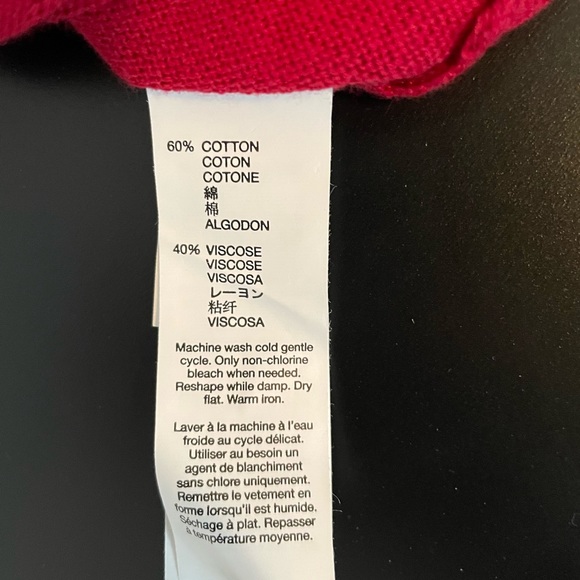 60% COTTON
COTON
COTONE
綿
棉
ALGODON
40% VISCOSE
VISCOSE
VISCOSA
レーヨン
粘纤
VISCOSA
Machine wash cold gentle
cycle. Only non-chlorine
bleach when needed.
Reshape while damp. Dry
flat. Warm iron.
Laver à la machine à l'eau
froide au cycle délicat.
Utiliser au besoin un
agent de blanchiment
sans chlore uniquement.
Remettre le vetement en
forme lorsqu'il est humide.
Séchage à plat. Repasser
à température moyenne.